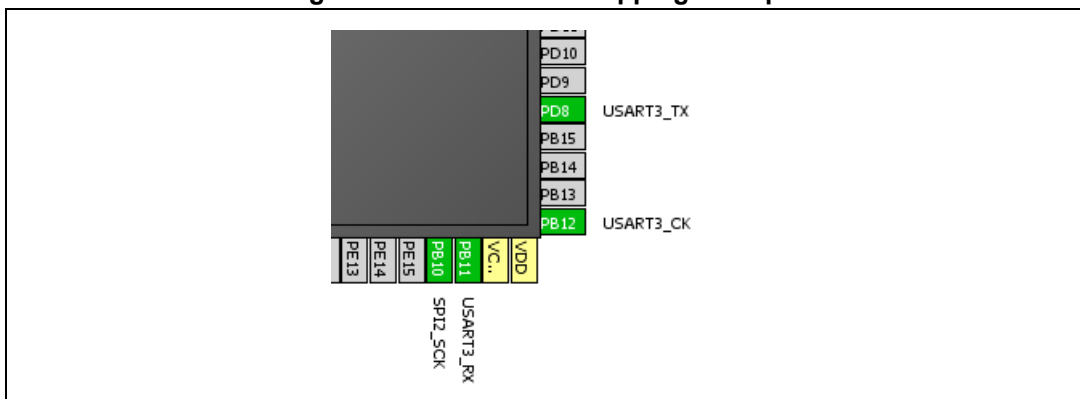 PD10
PD9
PD8 USART3_TX
PB15
PB14
PB13
PB12 USART3_CK
PE13 PE14 PE15 PB10 PB11 VC.. VDD
SPI2_SCK USART3_RX